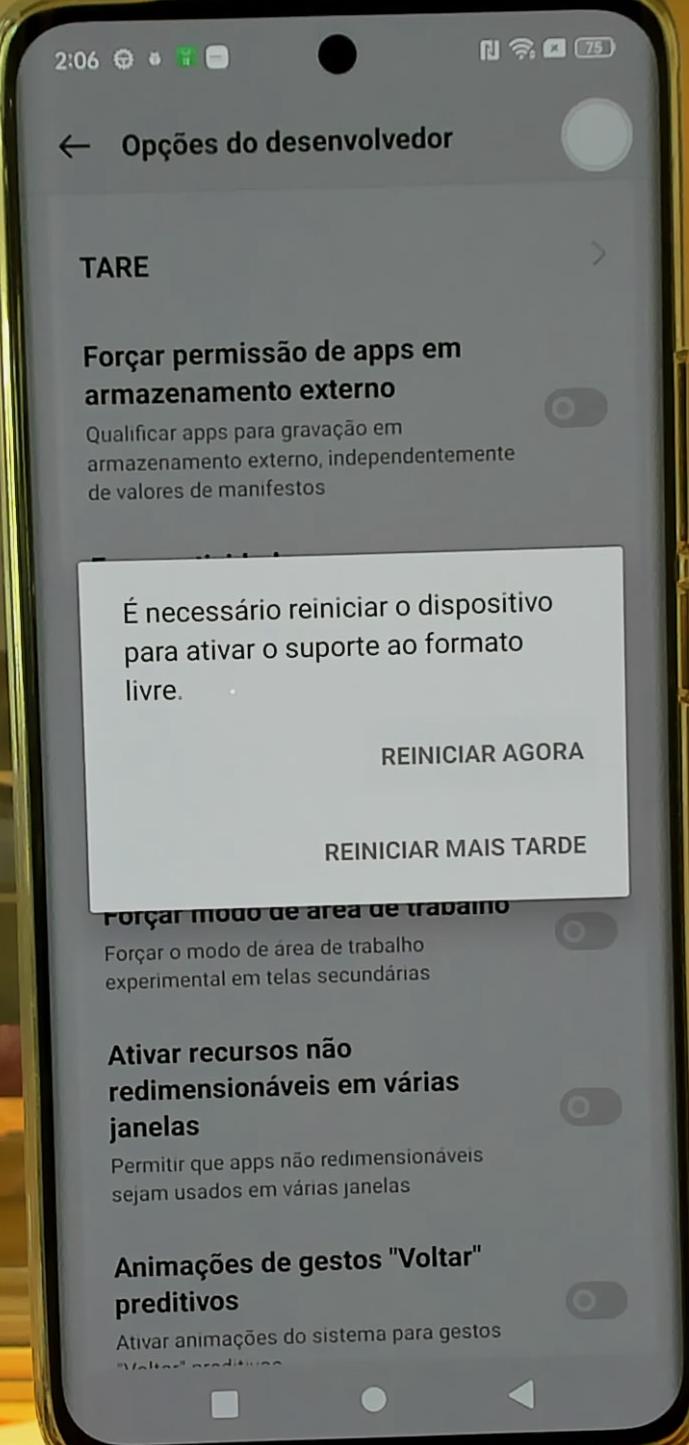 2:06
75
Opções do desenvolvedor
TARE
Forçar permissão de apps em
armazenamento externo
Qualificar apps para gravação em
armazenamento externo, independentemente
de valores de manifestos
É necessário reiniciar o dispositivo
para ativar o suporte ao formato
livre.
REINICIAR AGORA
REINICIAR MAIS TARDE
Forçar modo de área de trabalho
Forçar o modo de área de trabalho
experimental em telas secundárias
Ativar recursos não
redimensionáveis em várias
janelas
Permitir que apps não redimensionáveis
sejam usados em várias janelas
Animações de gestos "Voltar"
preditivos
Ativar animações do sistema para gestos
"Voltar" preditivos